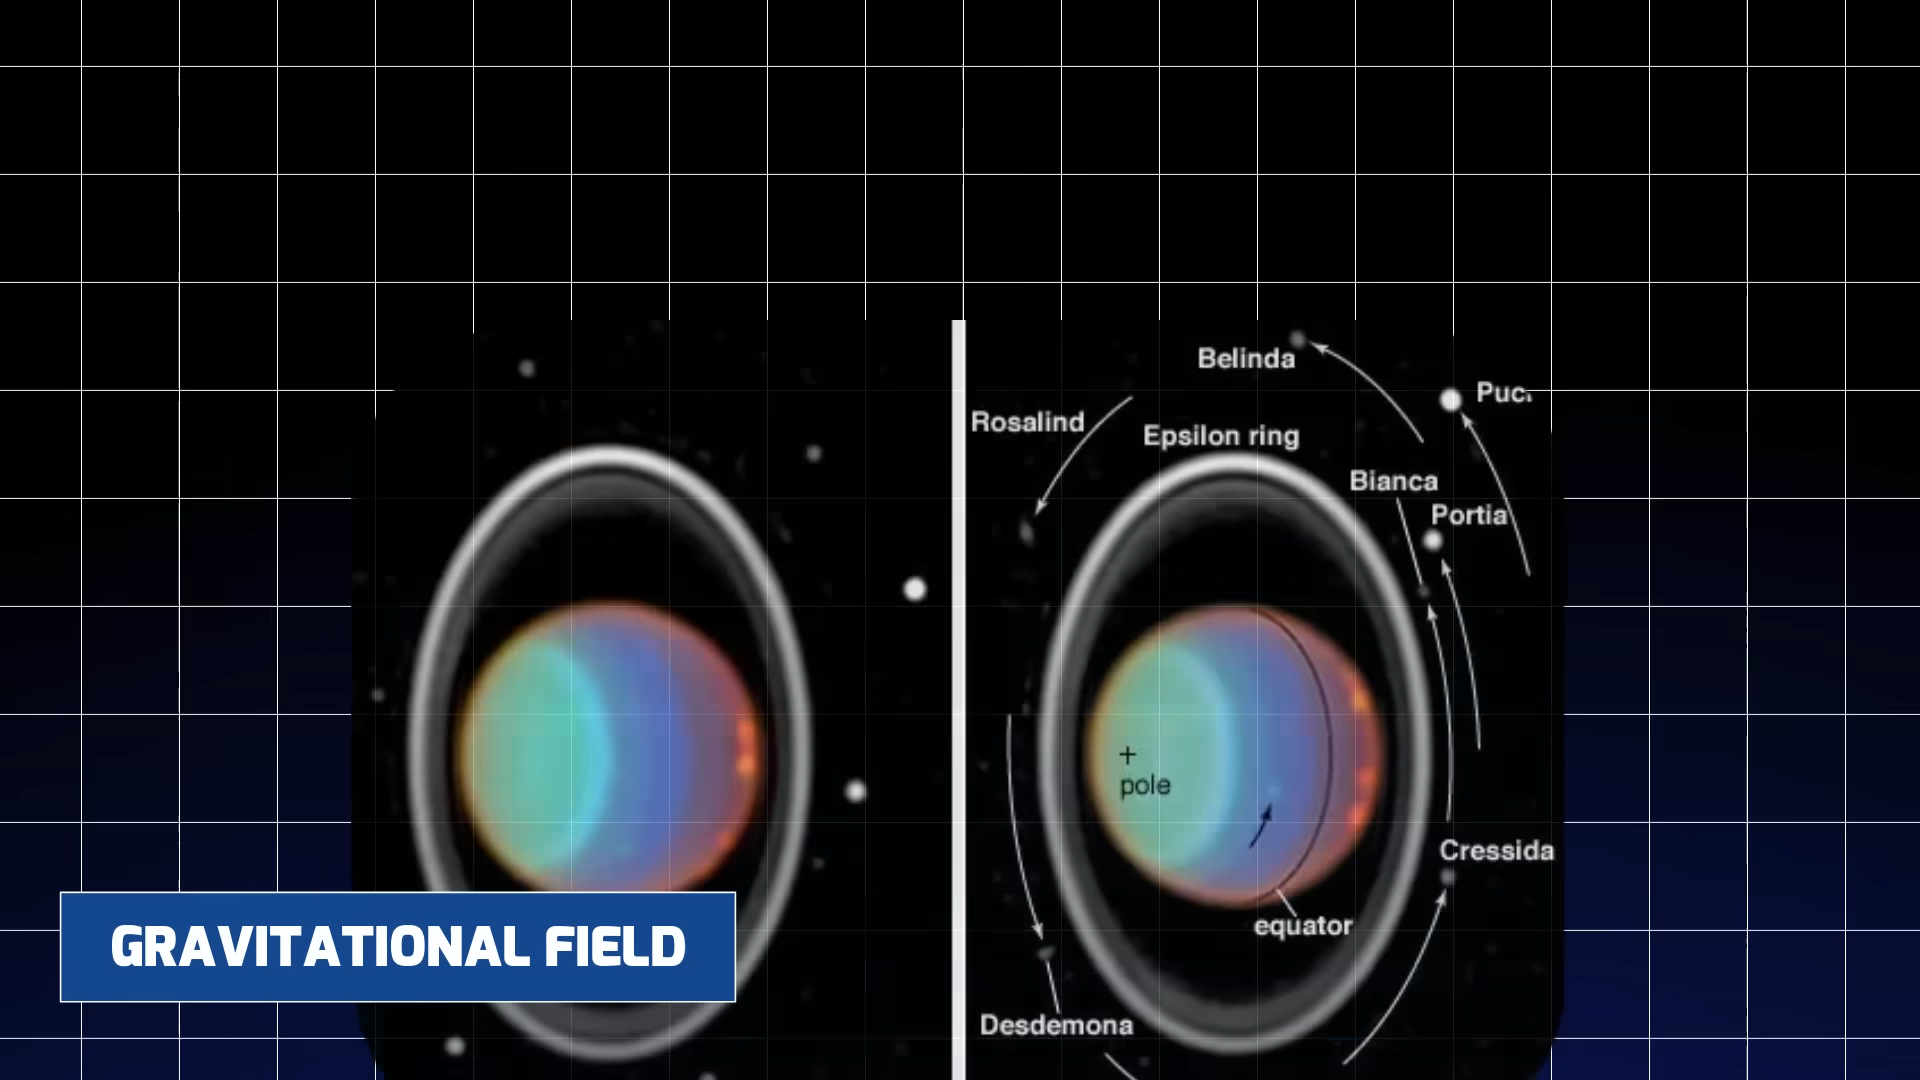 Belinda
Rosalind
Epsilon ring
Bianca
Portia
+
pole
Cressida
equator
GRAVITATIONAL FIELD
Desdemona